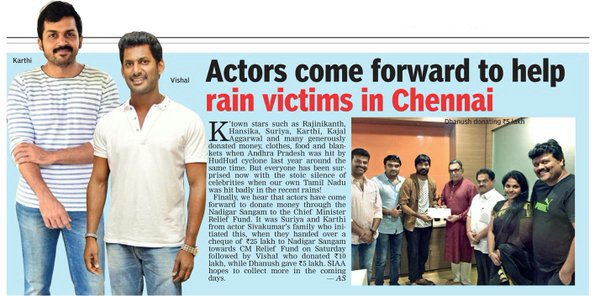 Karthi
Vishal
Actors come forward to help
rain victims in Chennai
K'town stars such as Rajinikanth,
Hansika, Suriya, Karthi, Kajal
Aggarwal and many generously
donated money, clothes, food and blan-
kets when Andhra Pradesh was hit by
HudHud cyclone last year around the
same time. But everyone has been sur-
prised now with the stoic silence of
celebrities when our own Tamil Nadu
was hit badly in the recent rains!
Finally, we hear that actors have come
forward to donate money through the
Nadigar Sangam to the Chief Minister
Relief Fund. It was Suriya and Karthi
from actor Sivakumar's family who ini-
tiated this, when they handed over a
cheque of ₹25 lakh to Nadigar Sangam
towards CM Relief Fund on Saturday
followed by Vishal who donated ₹10
lakh, while Dhanush gave ₹5 lakh. SIAA
hopes to collect more in the coming
days. — AS
Dhanush donating ₹5 lakh